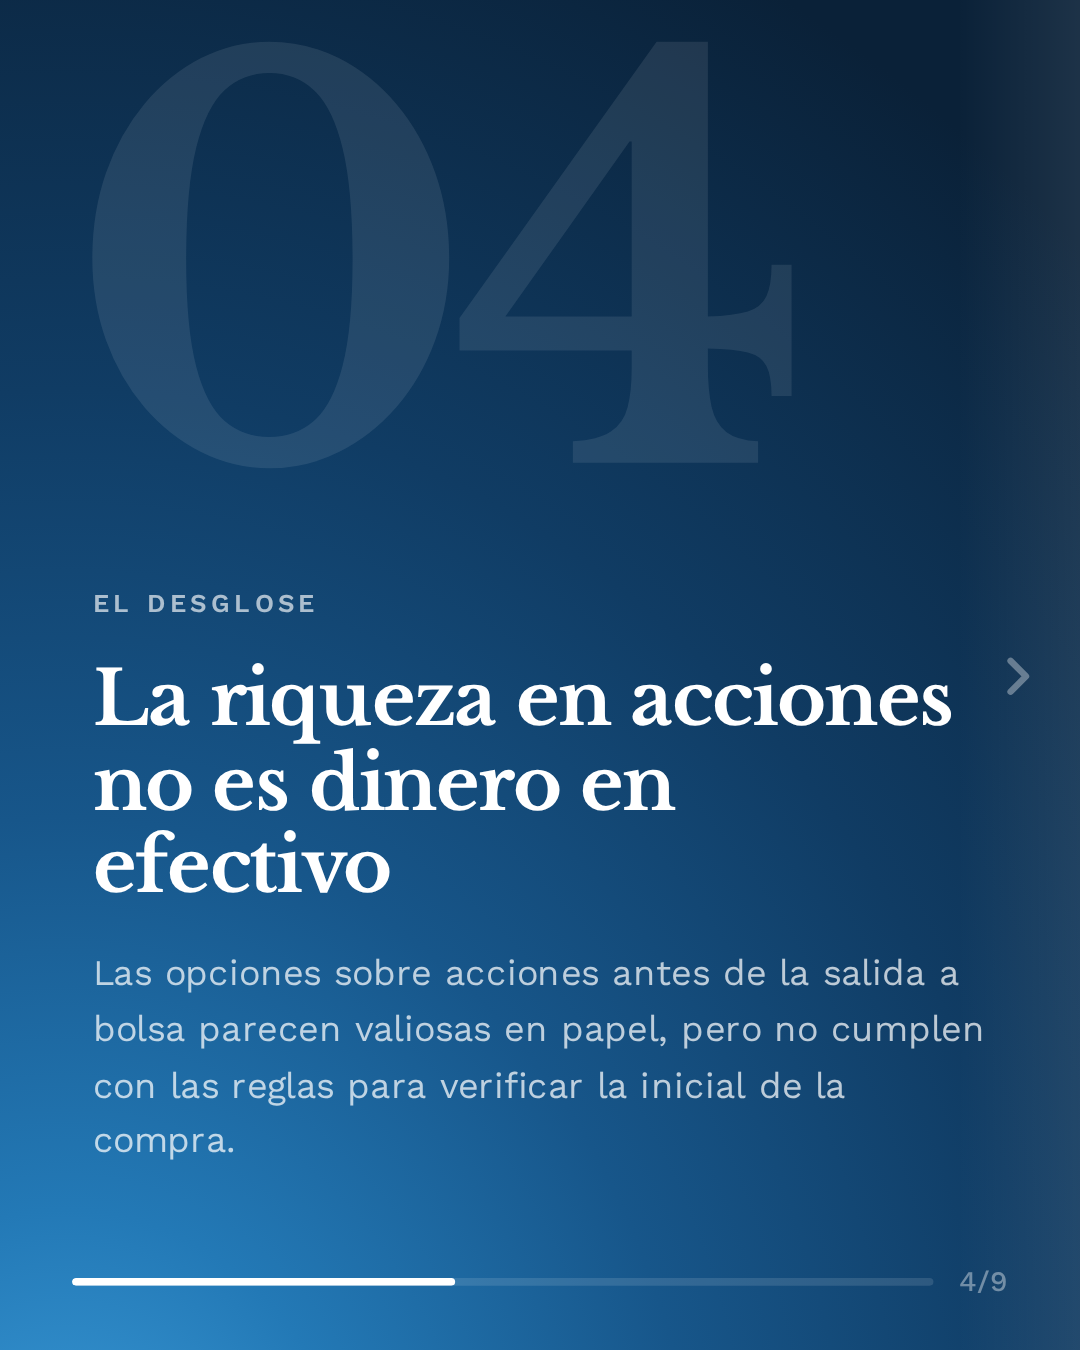 04
EL DESGLOSE
La riqueza en acciones
no es dinero en
efectivo
Las opciones sobre acciones antes de la salida a
bolsa parecen valiosas en papel, pero no cumplen
con las reglas para verificar la inicial de la
compra.
4/9